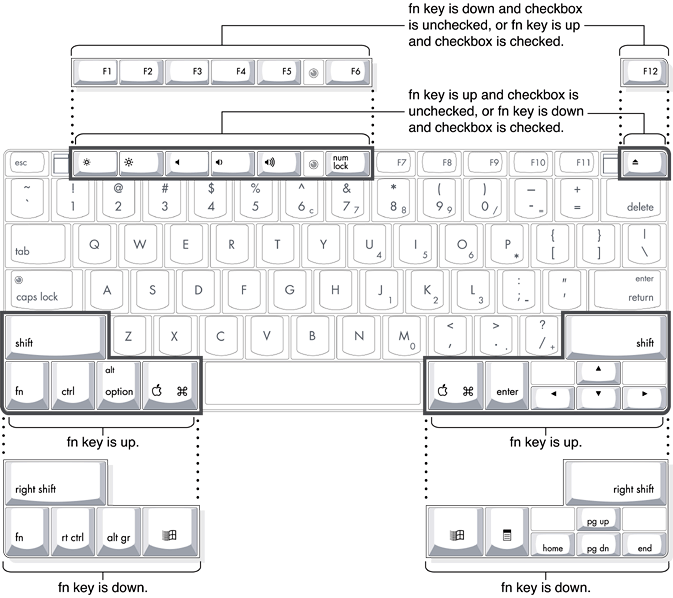 fn key is down and checkbox
is unchecked, or fn key is up
and checkbox is checked.
F1 F2 F3 F4 F5 F6 F12
fn key is up and checkbox is
unchecked, or fn key is down
and checkbox is checked.
esc num lock F7 F8 F9 F10 F11
~ ! @ # $ % ^ & * ( ) — +
` 1 2 3 4 5 6 c 7 7 8 8 9 9 0 / - = = delete
tab Q W E R T Y U 4 I 5 O 6 P * { [ } ] | \
caps lock A S D F G H J 1 K 2 L 3 : ; - " ' enter return
shift Z X C V B N M 0 < , > . . ? / + shift
fn ctrl alt option ⌘ ⌘ enter ▲ ◄ ▼ ►
fn key is up. fn key is up.
right shift right shift
fn rt ctrl alt gr pg up home pg dn end
fn key is down. fn key is down.